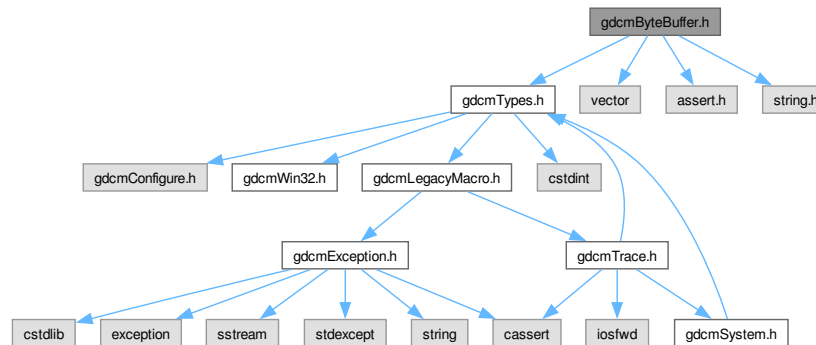 gdcmByteBuffer.h
gdcmTypes.h
vector
assert.h
string.h
gdcmConfigure.h
gdcmWin32.h
gdcmLegacyMacro.h
cstdint
gdcmException.h
gdcmTrace.h
cstdlib
exception
sstream
stdexcept
string
cassert
iosfwd
gdcmSystem.h